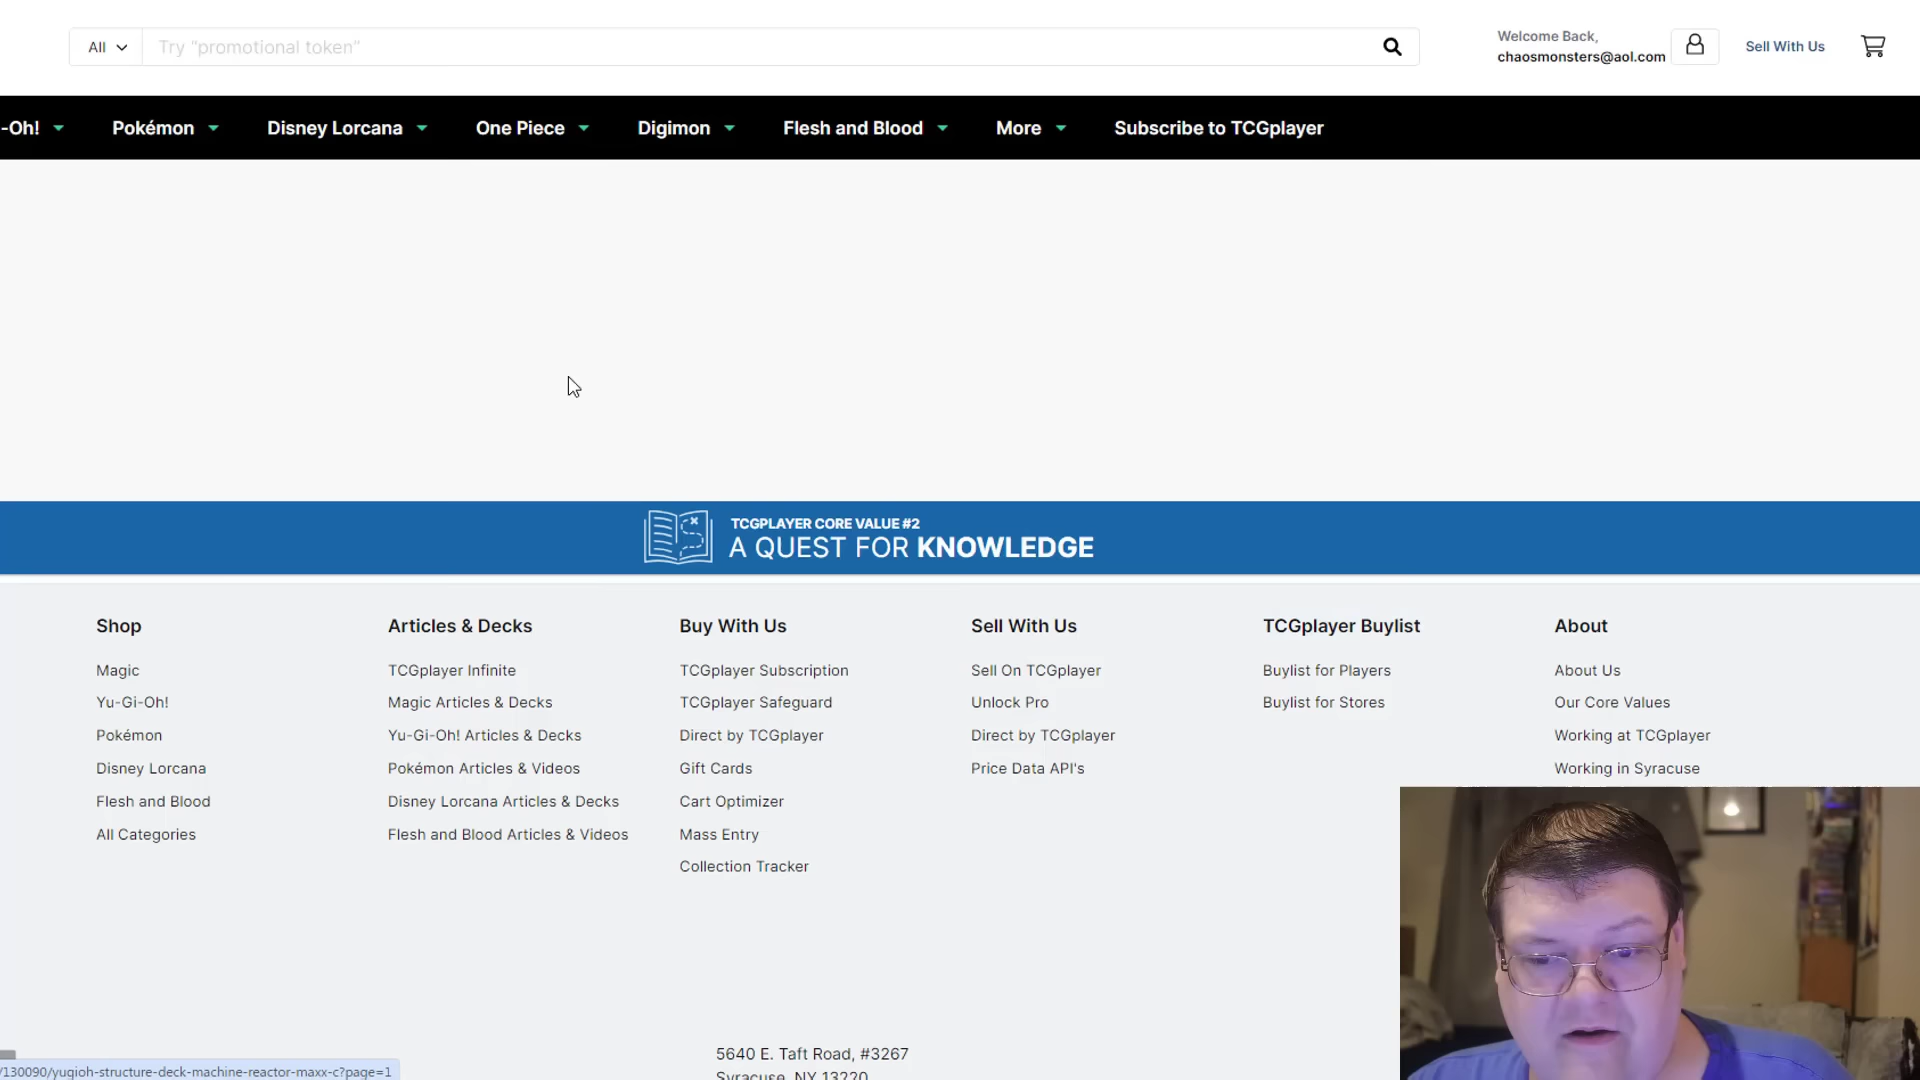 All
Try "promotional token"
Welcome Back,
chaosmonsters@aol.com
Sell With Us
-Oh!
Pokémon
Disney Lorcana
One Piece
Digimon
Flesh and Blood
More
Subscribe to TCGplayer
TCGPLAYER CORE VALUE #2
A QUEST FOR KNOWLEDGE
Shop
Magic
Yu-Gi-Oh!
Pokémon
Disney Lorcana
Flesh and Blood
All Categories
Articles & Decks
TCGplayer Infinite
Magic Articles & Decks
Yu-Gi-Oh! Articles & Decks
Pokémon Articles & Videos
Disney Lorcana Articles & Decks
Flesh and Blood Articles & Videos
Buy With Us
TCGplayer Subscription
TCGplayer Safeguard
Direct by TCGplayer
Gift Cards
Cart Optimizer
Mass Entry
Collection Tracker
Sell With Us
Sell On TCGplayer
Unlock Pro
Direct by TCGplayer
Price Data API's
TCGplayer Buylist
Buylist for Players
Buylist for Stores
About
About Us
Our Core Values
Working at TCGplayer
Working in Syracuse
5640 E. Taft Road, #3267
Syracuse, NY 13220
/130090/yugioh-structure-deck-machine-reactor-maxx-c?page=1